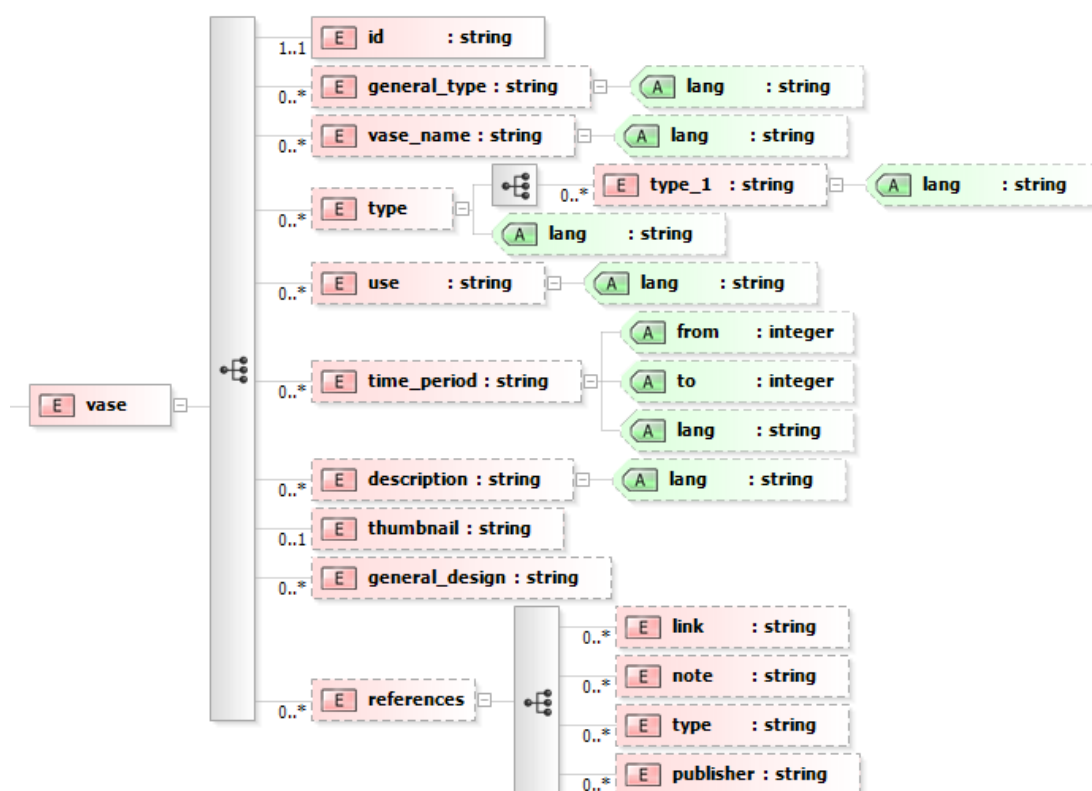 E id : string
1..1
E general_type : string A lang : string
0..*
E vase_name : string A lang : string
0..*
E type_1 : string A lang : string
0..*
E type
0..*
A lang : string
E use : string A lang : string
0..*
A from : integer
E time_period : string A to : integer
0..*
E vase
A lang : string
E description : string A lang : string
0..*
E thumbnail : string
0..1
E general_design : string
0..*
E link : string
0..*
E note : string
0..*
E references
0..*
E type : string
0..*
E publisher : string
0..*